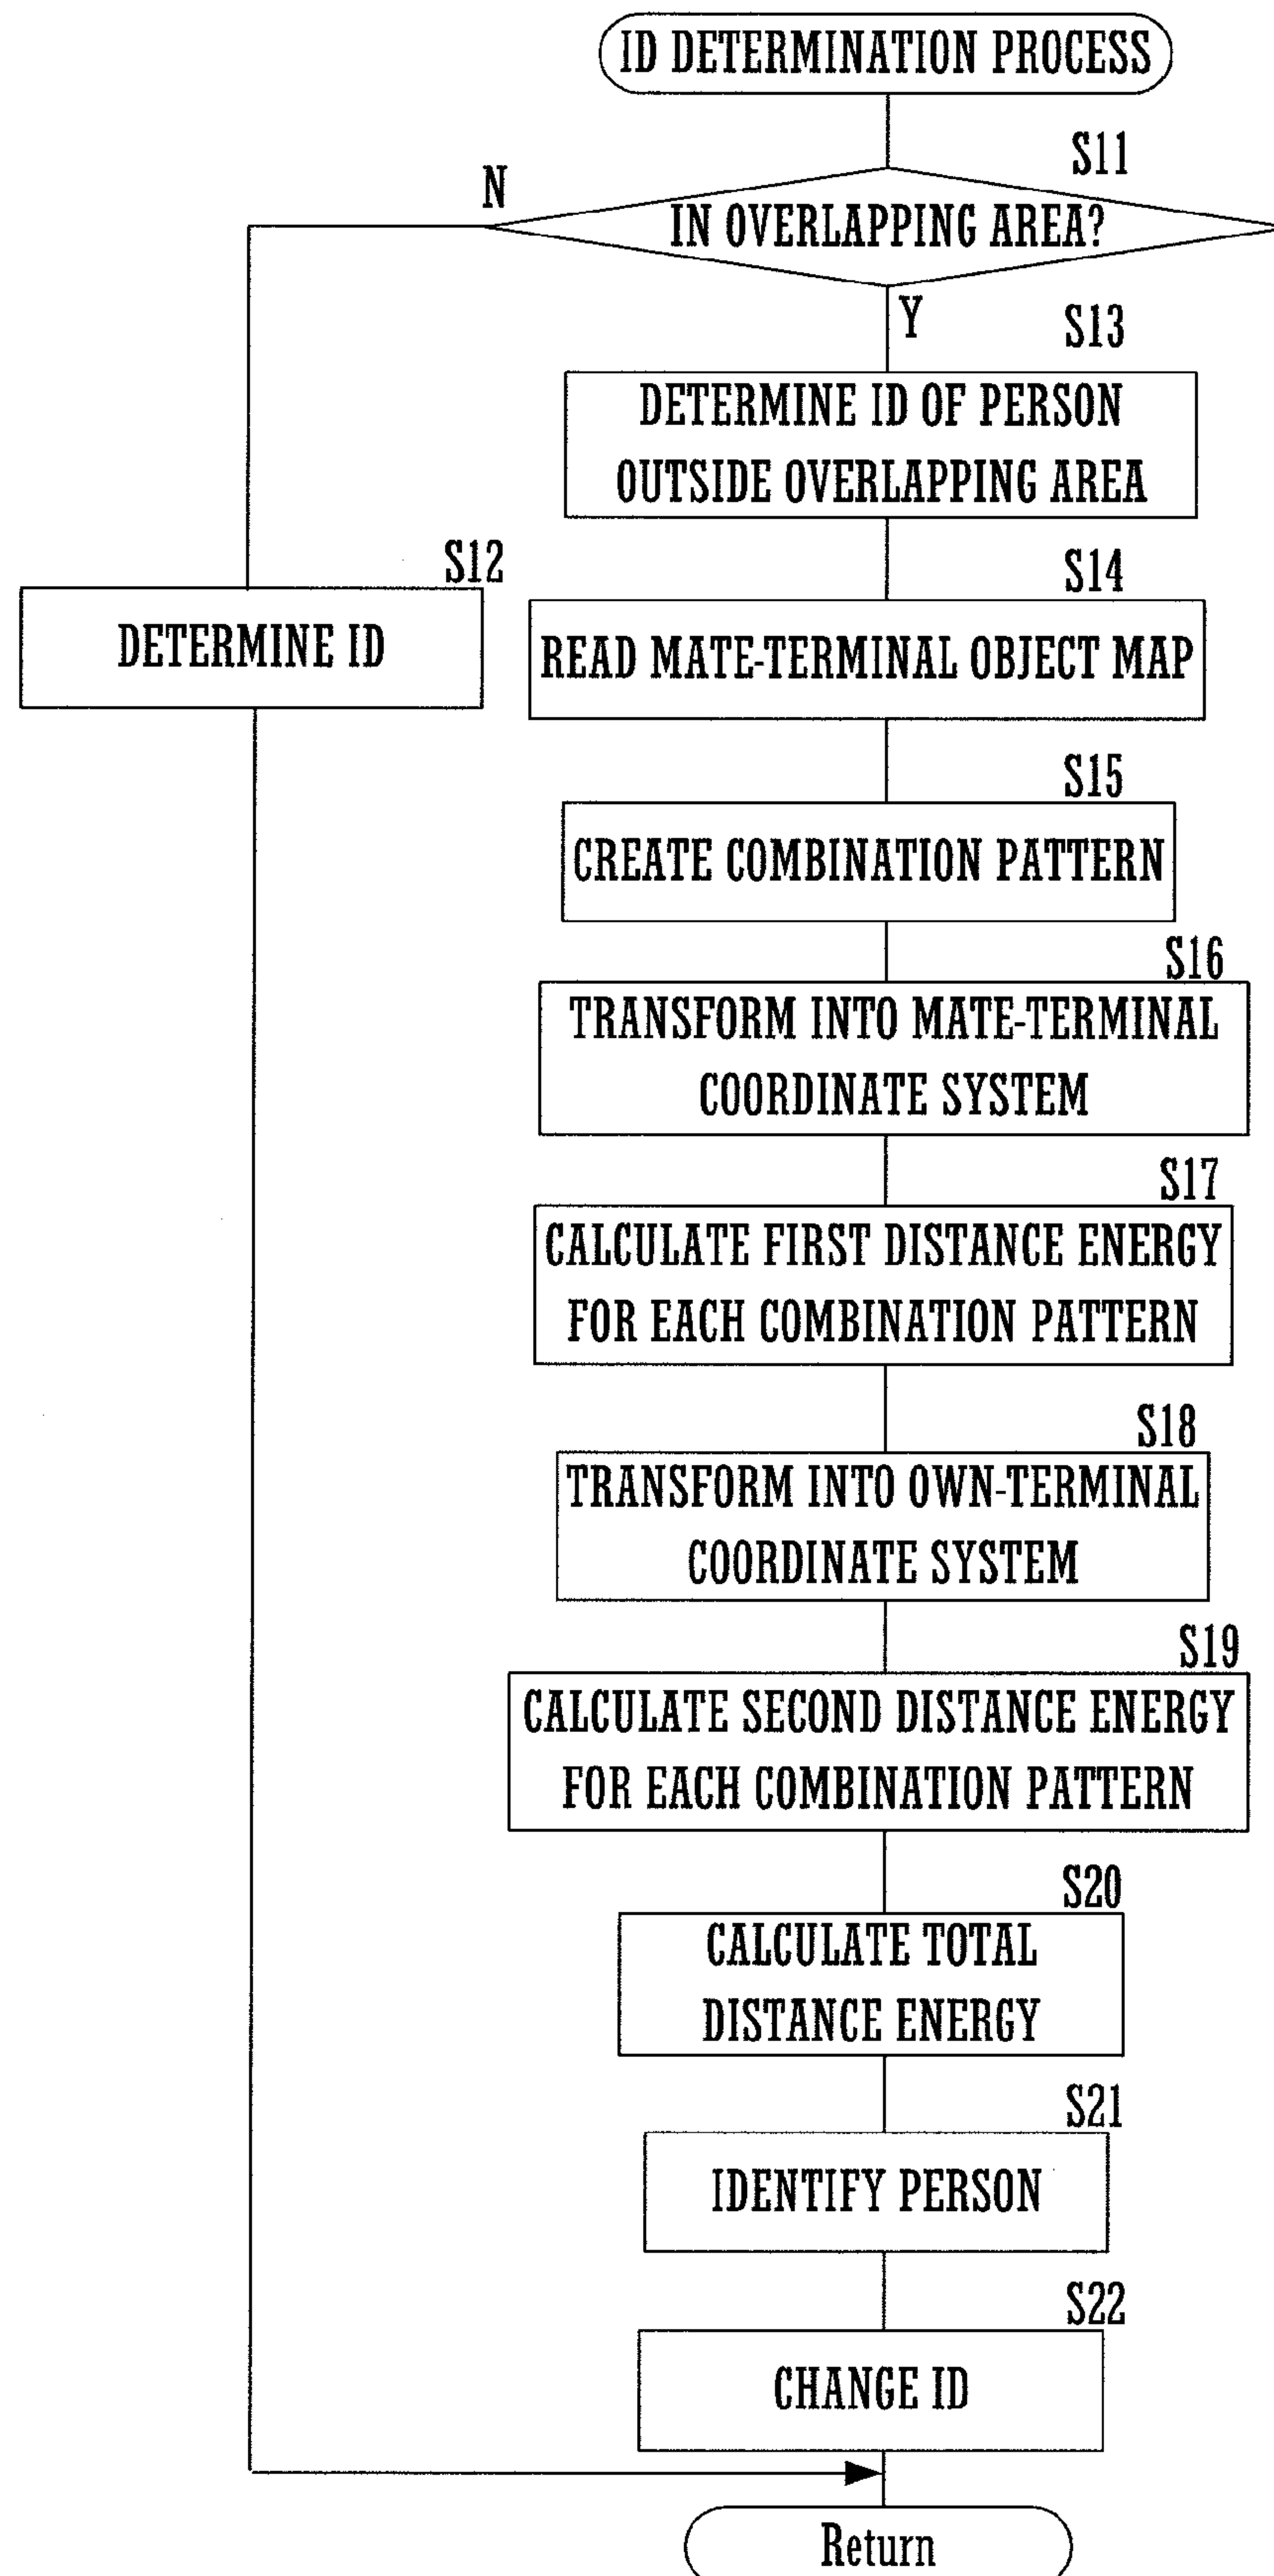 ID DETERMINATION PROCESS
S11
N
IN OVERLAPPING AREA?
Y
S13
DETERMINE ID OF PERSON
OUTSIDE OVERLAPPING AREA
S12
DETERMINE ID
S14
READ MATE-TERMINAL OBJECT MAP
S15
CREATE COMBINATION PATTERN
S16
TRANSFORM INTO MATE-TERMINAL
COORDINATE SYSTEM
S17
CALCULATE FIRST DISTANCE ENERGY
FOR EACH COMBINATION PATTERN
S18
TRANSFORM INTO OWN-TERMINAL
COORDINATE SYSTEM
S19
CALCULATE SECOND DISTANCE ENERGY
FOR EACH COMBINATION PATTERN
S20
CALCULATE TOTAL
DISTANCE ENERGY
S21
IDENTIFY PERSON
S22
CHANGE ID
Return